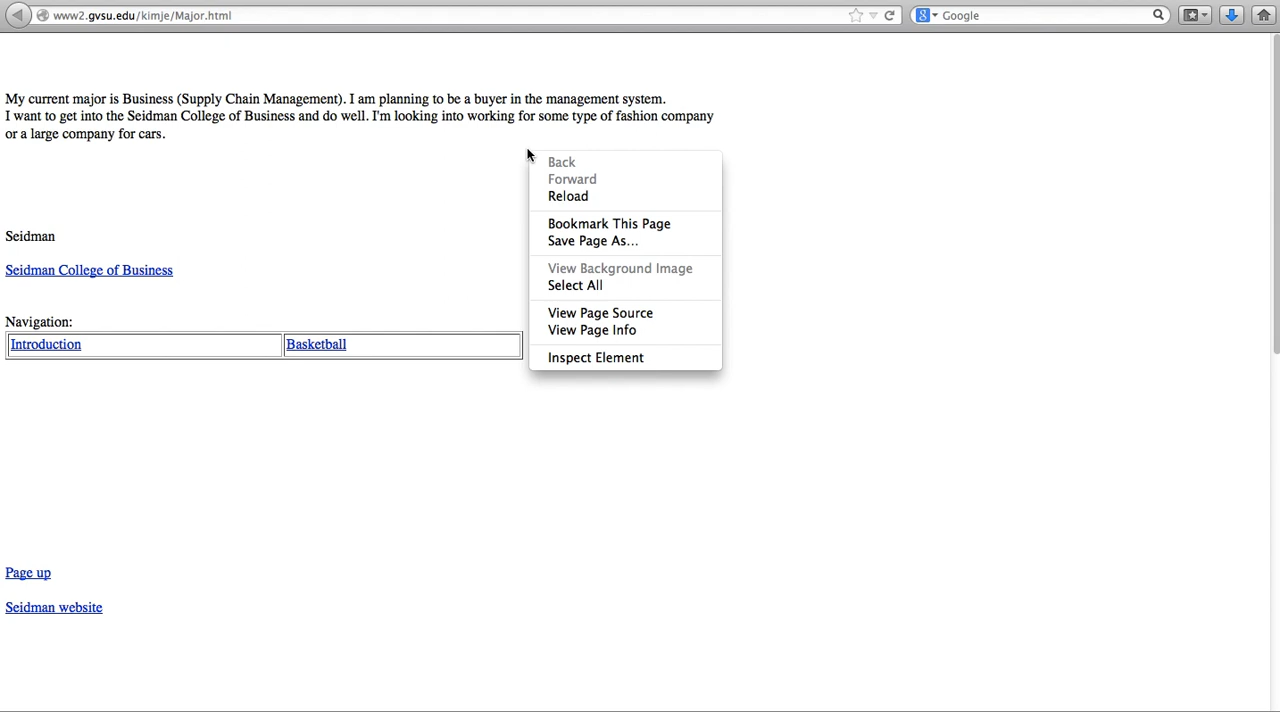 www2.gvsu.edu/kimje/Major.html
Google
My current major is Business (Supply Chain Management). I am planning to be a buyer in the management system.
I want to get into the Seidman College of Business and do well. I'm looking into working for some type of fashion company
or a large company for cars.
Back
Forward
Reload
Bookmark This Page
Save Page As...
View Background Image
Select All
View Page Source
View Page Info
Inspect Element
Seidman
Seidman College of Business
Navigation:
Introduction Basketball
Page up
Seidman website